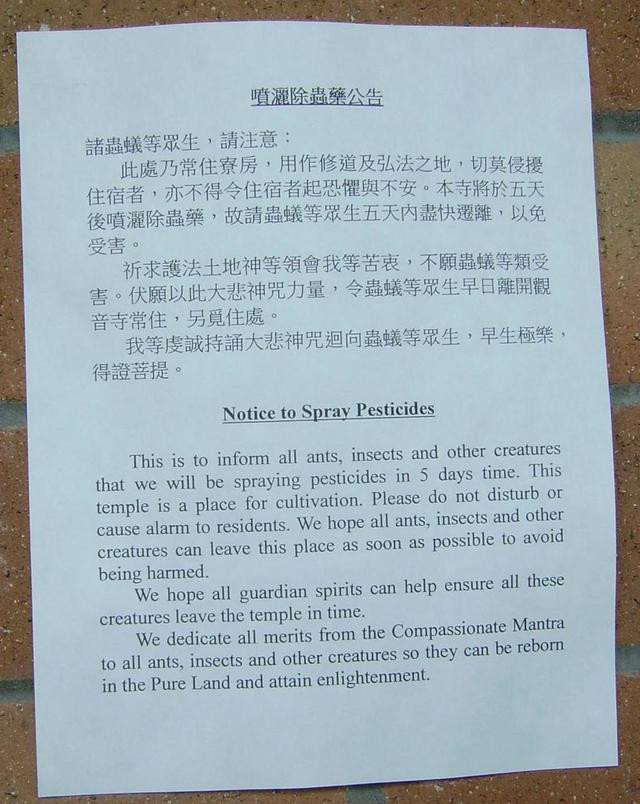 噴灑除蟲藥公告
諸蟲蟻等眾生，請注意：
此處乃常住寮房，用作修道及弘法之地，切莫侵擾
住宿者，亦不得令住宿者起恐懼與不安。本寺將於五天
後噴灑除蟲藥，故請蟲蟻等眾生五天內盡快遷離，以免
受害。
祈求護法土地神等領會我等苦衷，不願蟲蟻等類受
害。伏願以此大悲神咒力量，令蟲蟻等眾生早日離開觀
音寺常住，另覓住處。
我等虔誠持誦大悲神咒迴向蟲蟻等眾生，早生極樂，
得證菩提。
Notice to Spray Pesticides
This is to inform all ants, insects and other creatures
that we will be spraying pesticides in 5 days time. This
temple is a place for cultivation. Please do not disturb or
cause alarm to residents. We hope all ants, insects and other
creatures can leave this place as soon as possible to avoid
being harmed.
We hope all guardian spirits can help ensure all these
creatures leave the temple in time.
We dedicate all merits from the Compassionate Mantra
to all ants, insects and other creatures so they can be reborn
in the Pure Land and attain enlightenment.